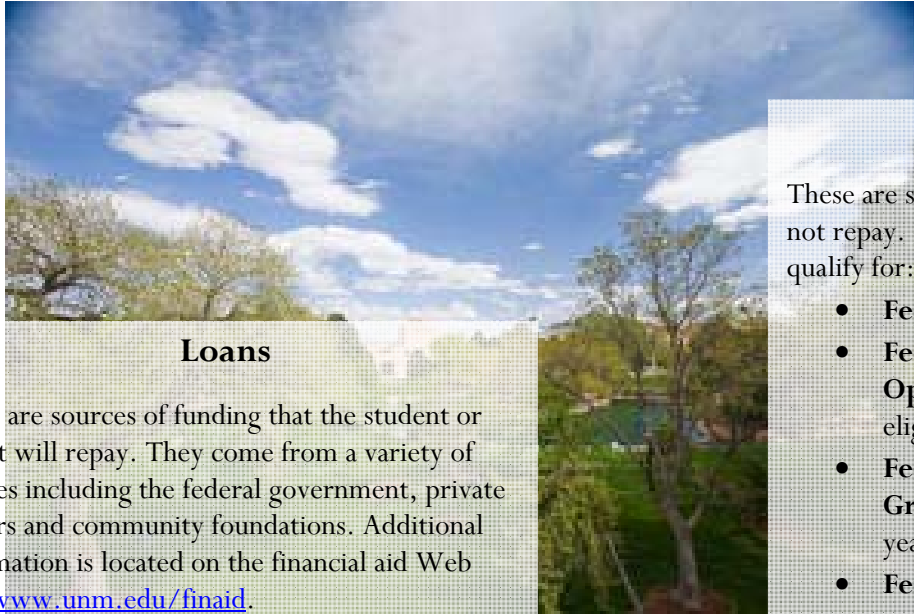 Loans
are sources of funding that the student or
t will repay. They come from a variety of
es including the federal government, private
rs and community foundations. Additional
mation is located on the financial aid Web
www.unm.edu/finaid.
These are s
not repay.
qualify for:
• Fe
• Fe
Op
elig
• Fe
Gr
yea
• Fe